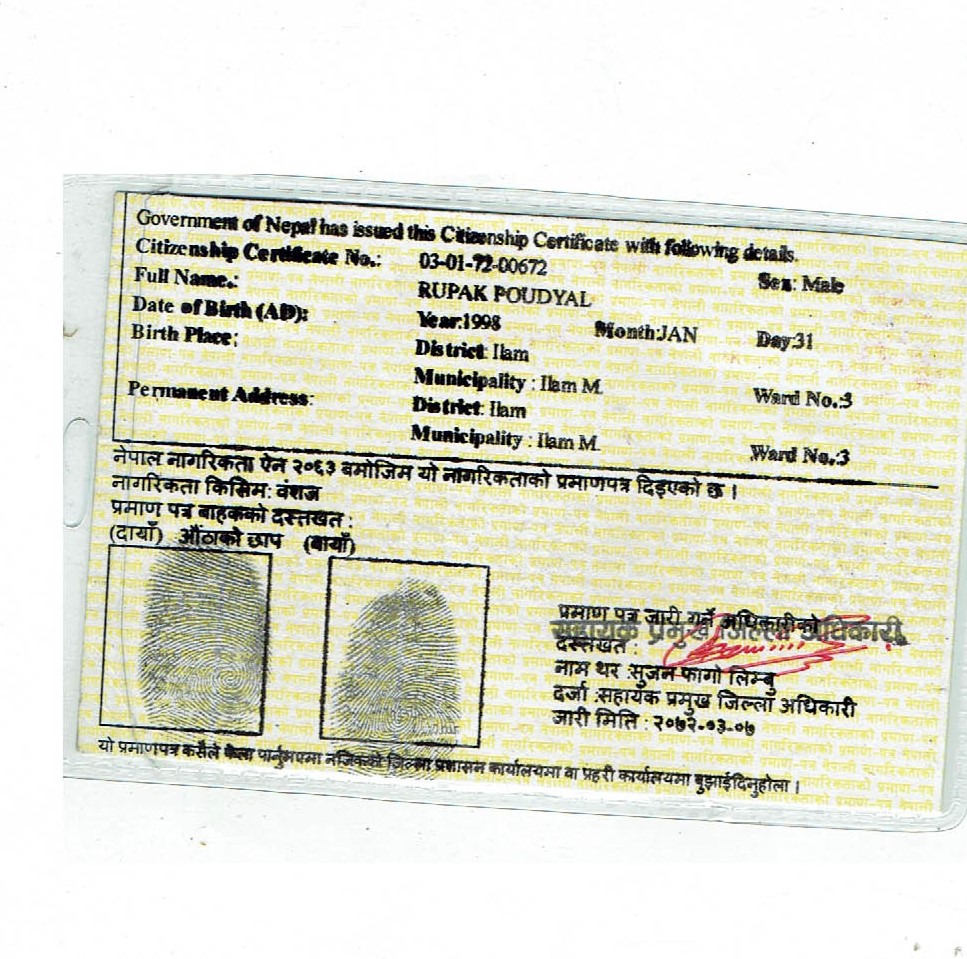 Government of Nepal has issued this Citizenship Certificate with following details.
Citizenship Certificate No.: 03-01-72-00672 Sex: Male
Full Name.: RUPAK POUDYAL
Date of Birth (AD): Year:1998 Month:JAN Day:31
Birth Place: District: Ilam
Municipality : Ilam M. Ward No.:3
Permanent Address: District: Ilam
Municipality : Ilam M. Ward No.:3
नेपाल नागरिकता ऐन २०६३ बमोजिम यो नागरिकताको प्रमाणपत्र दिइएको छ ।
नागरिकता किसिम: वंशज
प्रमाण पत्र बाहकको दस्तखत :
(दायाँ) औंठाको छाप (बायाँ)
प्रमाण पत्र जारी गर्ने अधिकारीको
सहायक प्रमुख जिल्ला अधिकारी
दस्तखत :
नाम थर :सुजन फागो लिम्बु
दर्जा :सहायक प्रमुख जिल्ला अधिकारी
जारी मिति : २०७२-०३-०७
यो प्रमाणपत्र कसैले फेला पार्नुभएमा नजिकको जिल्ला प्रशासन कार्यालयमा वा प्रहरी कार्यालयमा बुझाईदिनुहोला ।